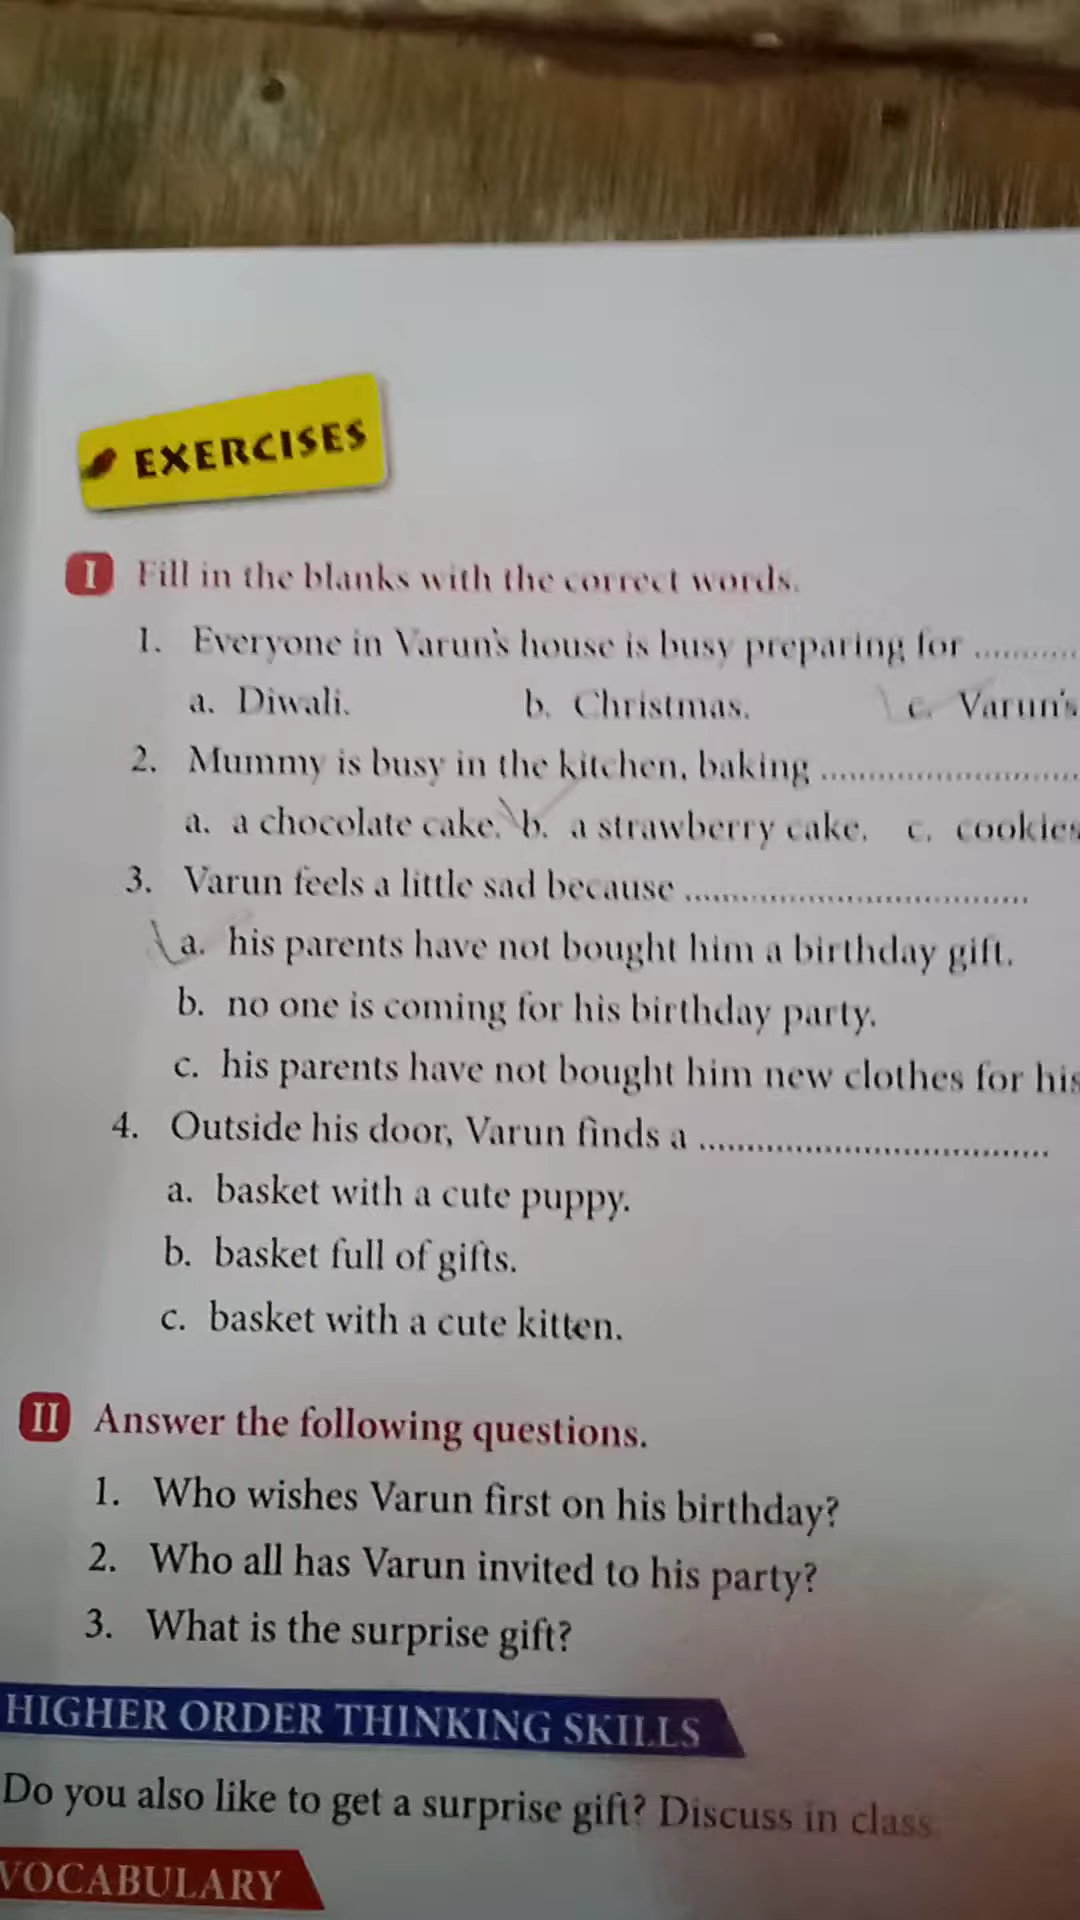 EXERCISES
I Fill in the blanks with the correct words.
1. Everyone in Varun's house is busy preparing for ...........
a. Diwali. b. Christmas. c. Varun's
2. Mummy is busy in the kitchen, baking ...........................
a. a chocolate cake. b. a strawberry cake. c. cookies
3. Varun feels a little sad because ...................................
a. his parents have not bought him a birthday gift.
b. no one is coming for his birthday party.
c. his parents have not bought him new clothes for his
4. Outside his door, Varun finds a ...................................
a. basket with a cute puppy.
b. basket full of gifts.
c. basket with a cute kitten.
II Answer the following questions.
1. Who wishes Varun first on his birthday?
2. Who all has Varun invited to his party?
3. What is the surprise gift?
HIGHER ORDER THINKING SKILLS
Do you also like to get a surprise gift? Discuss in class.
VOCABULARY